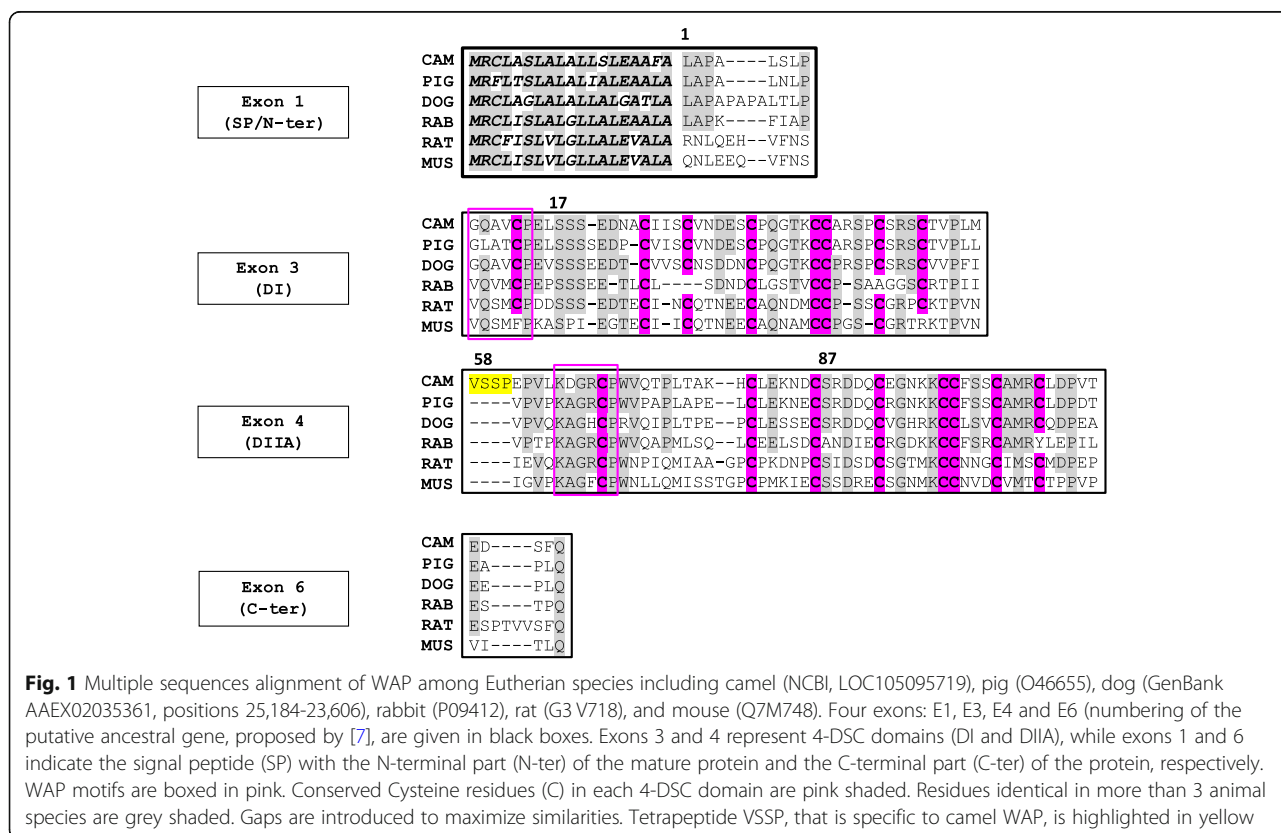 1
CAM MRCLASLALALLSLEAAFA LAPA----LSLP
PIG MRFLTSLALALIALEAALA LAPA----LNLP
DOG MRCLAGLALALLALGATLA LAPAPAPALTLP
RAB MRCLISLALGLLALEAALA LAPK----FIAP
RAT MRCFISLVLGLLALEVALA RNLQEH--VFNS
MUS MRCLISLVLGLLALEVALA QNLEEQ--VFNS
Exon 1
(SP/N-ter)
17
CAM GQAVCPELSSS-EDNACIISCVNDESCPQGTKCCARSPCSRSCTVPLM
PIG GLATCPELSSSSEDP-CVISCVNDESCPQGTKCCARSPCSRSCTVPLL
DOG GQAVCPEVSSSEEDT-CVVSCNSDDNCPQGTKCCPRSPCSRSCVVPFI
RAB VQVMCPEPSSSEE-TLCL----SDNDCLGSTVCCP-SAAGGSCRTPII
RAT VQSMCPDDSSS-EDTECI-NCQTNEECAQNDMCCP-SSCGRPCKTPVN
MUS VQSMFPKASPI-EGTECI-ICQTNEECAQNAMCCPGS-CGRTRKTPVN
Exon 3
(DI)
58 87
CAM VSSPEPVLKDGRCPWVQTPLTAK--HCLEKNDCSRDDQCEGNKKCCFSSCAMRCLDPVT
PIG ----VPVPKAGRCPWVPAPLAPE--LCLEKNECSRDDQCRGNKKCCFSSCAMRCLDPDT
DOG ----VPVQKAGHCPRVQIPLTPE--PCLESSECSRDDQCVGHRKCCLSVCAMRCQDPEA
RAB ----VPTPKAGRCPWVQAPMLSQ--LCEELSDCANDIECRGDKKCCFSRCAMRYLEPIL
RAT ----IEVQKAGRCPWNPIQMIAA-GPCPKDNPCSIDSDCSGTMKCCNNGCIMSCMDPEP
MUS ----IGVPKAGFCPWNLLQMISSTGPCPMKIECSSDRECSGNMKCCNVDCVMTCTPPVP
Exon 4
(DIIA)
CAM ED----SFQ
PIG EA----PLQ
DOG EE----PLQ
RAB ES----TPQ
RAT ESPTVVSFQ
MUS VI----TLQ
Exon 6
(C-ter)
Fig. 1 Multiple sequences alignment of WAP among Eutherian species including camel (NCBI, LOC105095719), pig (O46655), dog (GenBank
AAEX02035361, positions 25,184-23,606), rabbit (P09412), rat (G3 V718), and mouse (Q7M748). Four exons: E1, E3, E4 and E6 (numbering of the
putative ancestral gene, proposed by [7], are given in black boxes. Exons 3 and 4 represent 4-DSC domains (DI and DIIA), while exons 1 and 6
indicate the signal peptide (SP) with the N-terminal part (N-ter) of the mature protein and the C-terminal part (C-ter) of the protein, respectively.
WAP motifs are boxed in pink. Conserved Cysteine residues (C) in each 4-DSC domain are pink shaded. Residues identical in more than 3 animal
species are grey shaded. Gaps are introduced to maximize similarities. Tetrapeptide VSSP, that is specific to camel WAP, is highlighted in yellow